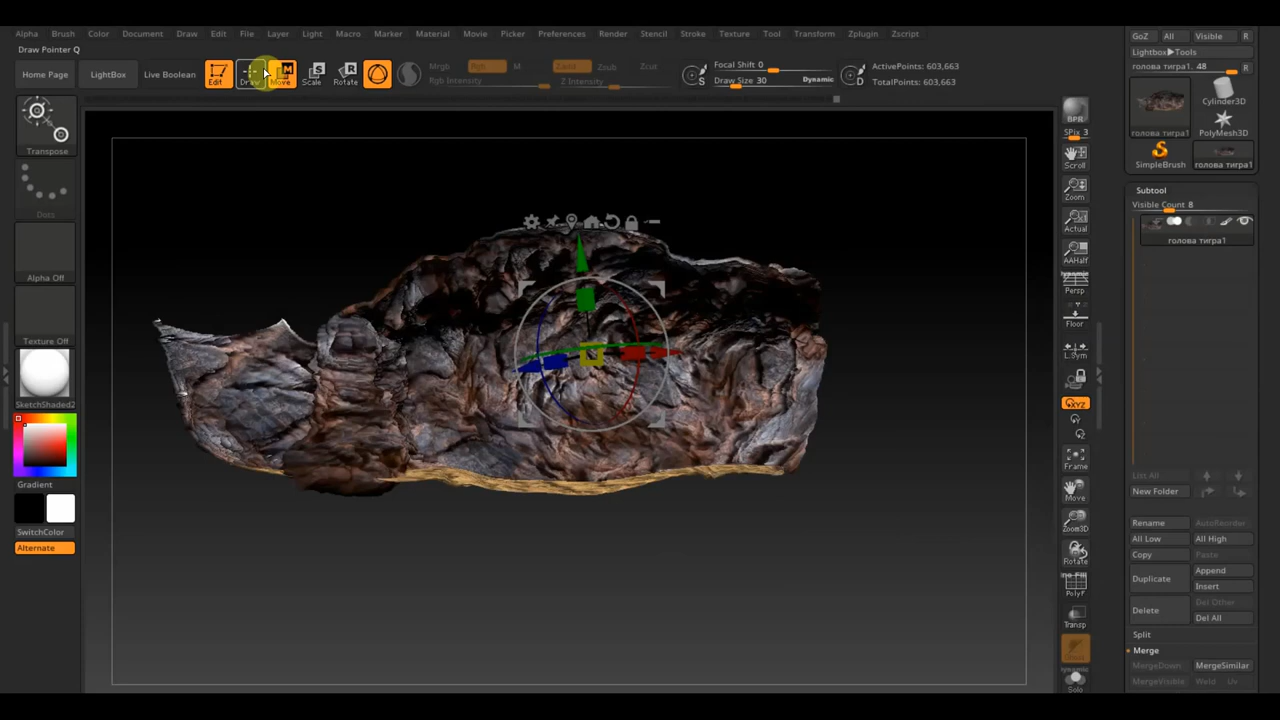 Alpha Brush Color Document Draw Edit File Layer Light Macro Marker Material Movie Picker Preferences Render Stencil Stroke Texture Tool Transform Zplugin Zscript
GoZ All Visible R
Draw Pointer Q
Lightbox▸Tools
голова тигра1. 48 R
Home Page LightBox Live Boolean Edit Draw Move Scale Rotate
Mrgb Rgb M Zadd Zsub Zcut
Rgb Intensity Z Intensity
Focal Shift 0
Draw Size 30 Dynamic
ActivePoints: 603,663
TotalPoints: 603,663
S D
Cylinder3D
голова тигра1 PolyMesh3D
SimpleBrush голова тигра1
Transpose
Dots
Alpha Off
Texture Off
SketchShaded2
Gradient
SwitchColor
Alternate
BPR
SPix 3
Scroll
Zoom
Actual
AAHalf
Dynamic
Persp
Floor
L.Sym
XYZ
Y
Z
Frame
Move
Zoom3D
Rotate
Line Fill
PolyF
Transp
Dynamic
Solo
Subtool
Visible Count 8
голова тигра1
List All
New Folder
Rename AutoReorder
All Low All High
Copy Paste
Duplicate Append
Insert
Delete Del Other
Del All
Split
Merge
MergeDown MergeSimilar
MergeVisible Weld Uv